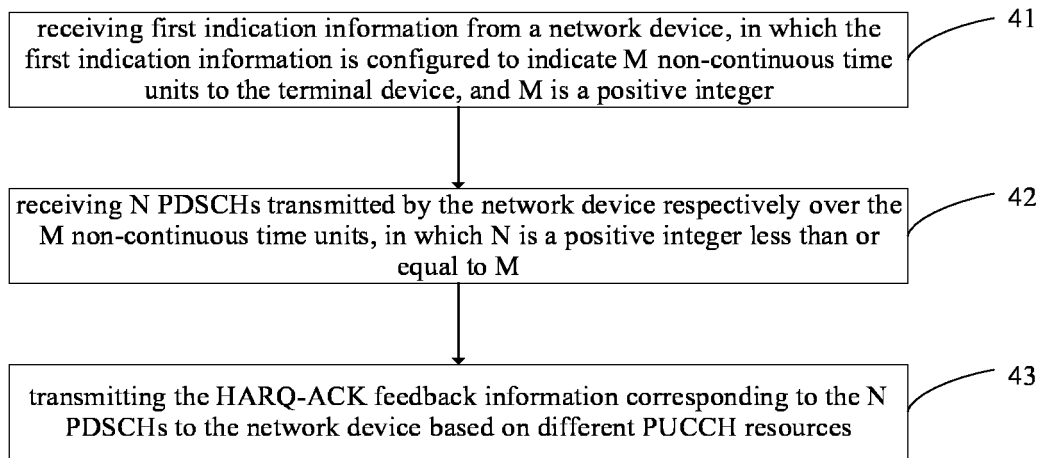 receiving first indication information from a network device, in which the
first indication information is configured to indicate M non-continuous time
units to the terminal device, and M is a positive integer
41
receiving N PDSCHs transmitted by the network device respectively over the
M non-continuous time units, in which N is a positive integer less than or
equal to M
42
transmitting the HARQ-ACK feedback information corresponding to the N
PDSCHs to the network device based on different PUCCH resources
43